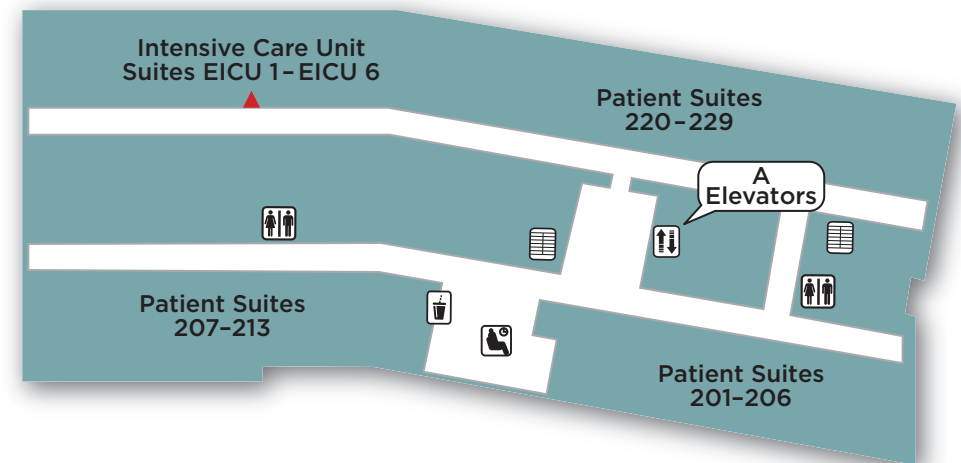 Intensive Care Unit
Suites EICU 1–EICU 6
Patient Suites
220–229
A
Elevators
Patient Suites
207–213
Patient Suites
201–206